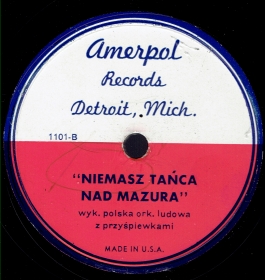 Amerpol
Records
Detroit, Mich.
1101-B
"NIEMASZ TAŃCA
NAD MAZURA"
wyk. polska ork. ludowa
z przyśpiewkami
MADE IN U.S.A.